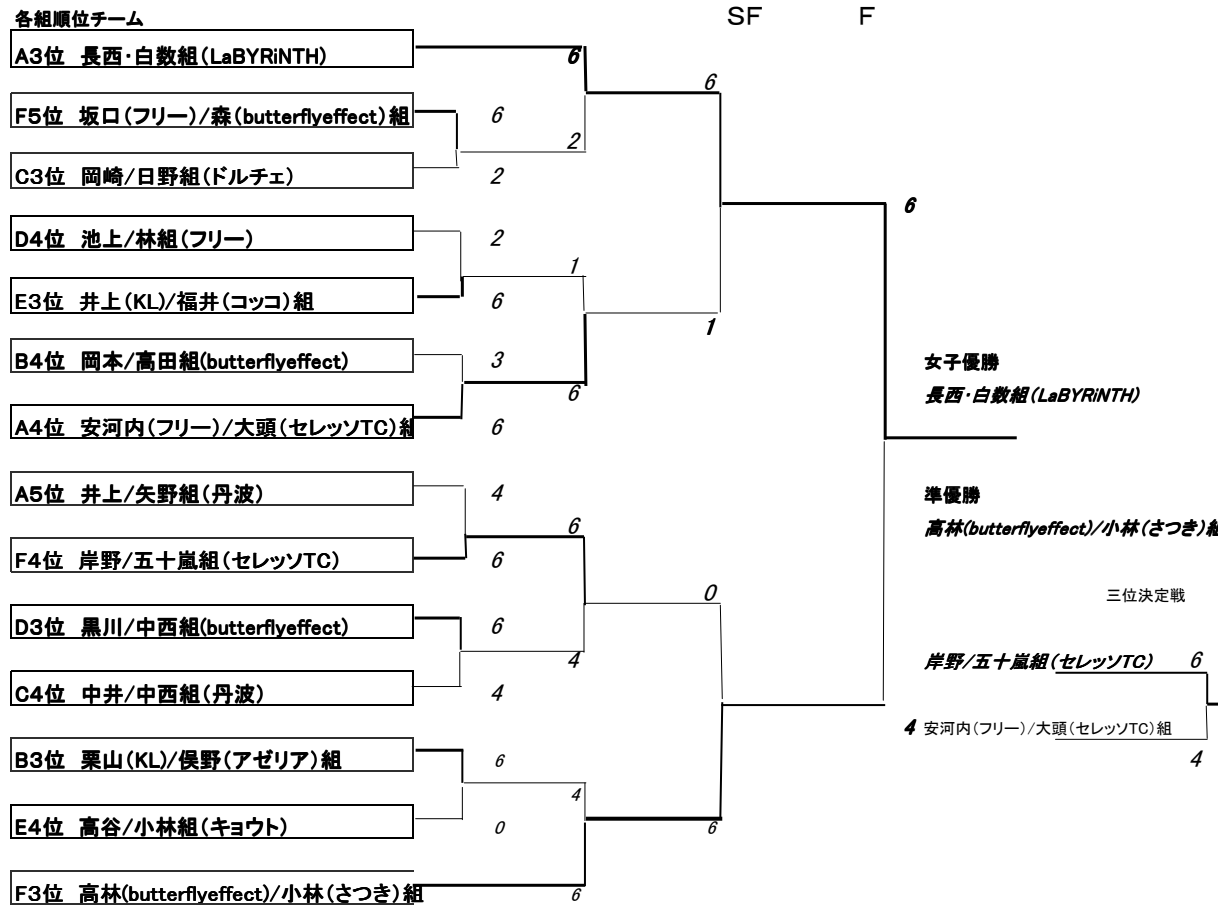 各組順位チーム
SF F
A3位 長西・白数組(LaBYRiNTH)
6
6
F5位 坂口(フリー)/森(butterflyeffect)組
6
2
C3位 岡崎/日野組(ドルチェ)
2
6
D4位 池上/林組(フリー)
2
1
E3位 井上(KL)/福井(コッコ)組
6
1
B4位 岡本/高田組(butterflyeffect)
3
6
女子優勝
長西・白数組(LaBYRiNTH)
A4位 安河内(フリー)/大頭(セレッソTC)組
6
A5位 井上/矢野組(丹波)
4
準優勝
6
高林(butterflyeffect)/小林(さつき)組
F4位 岸野/五十嵐組(セレッソTC)
6
0
三位決定戦
D3位 黒川/中西組(butterflyeffect)
6
4
岸野/五十嵐組(セレッソTC) 6
C4位 中井/中西組(丹波)
4
4 安河内(フリー)/大頭(セレッソTC)組
4
B3位 栗山(KL)/俣野(アゼリア)組
6
4
E4位 高谷/小林組(キョウト)
0
6
F3位 高林(butterflyeffect)/小林(さつき)組
6